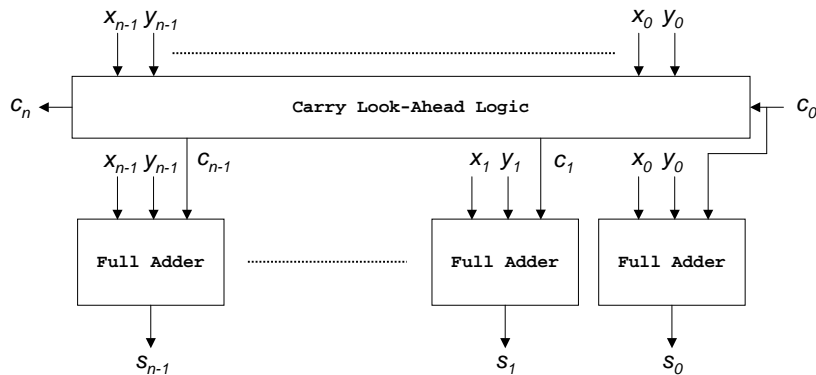 x_{n-1} y_{n-1} x_0 y_0
c_n Carry Look-Ahead Logic c_0
x_{n-1} y_{n-1} c_{n-1} x_1 y_1 c_1 x_0 y_0
Full Adder Full Adder Full Adder
s_{n-1} s_1 s_0